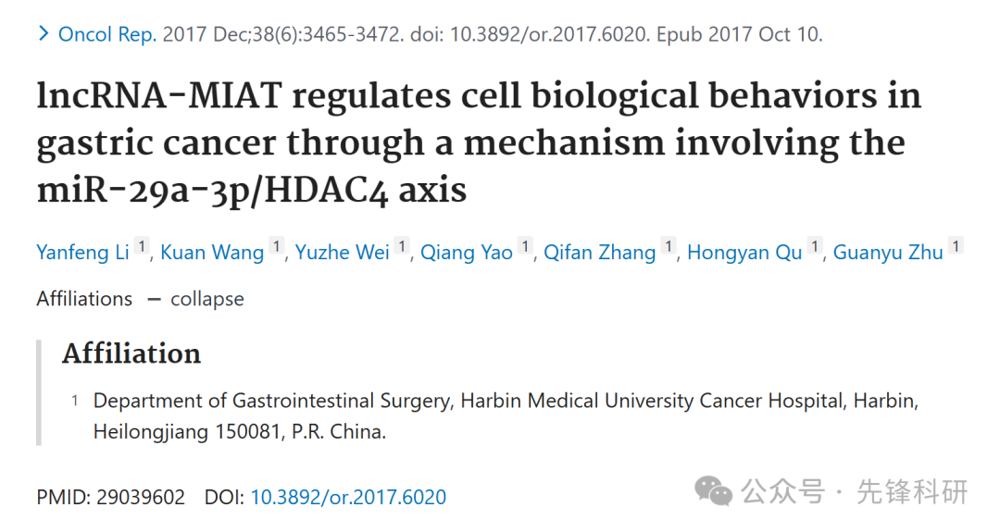 Oncol Rep. 2017 Dec;38(6):3465-3472. doi: 10.3892/or.2017.6020. Epub 2017 Oct 10.
lncRNA-MIAT regulates cell biological behaviors in
gastric cancer through a mechanism involving the
miR-29a-3p/HDAC4 axis
Yanfeng Li 1, Kuan Wang 1, Yuzhe Wei 1, Qiang Yao 1, Qifan Zhang 1, Hongyan Qu 1, Guanyu Zhu 1
Affiliations − collapse
Affiliation
1 Department of Gastrointestinal Surgery, Harbin Medical University Cancer Hospital, Harbin,
Heilongjiang 150081, P.R. China.
PMID: 29039602 DOI: 10.3892/or.2017.6020
公众号 · 先锋科研